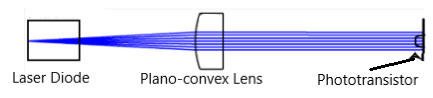 Laser Diode
Plano-convex Lens
Phototransistor